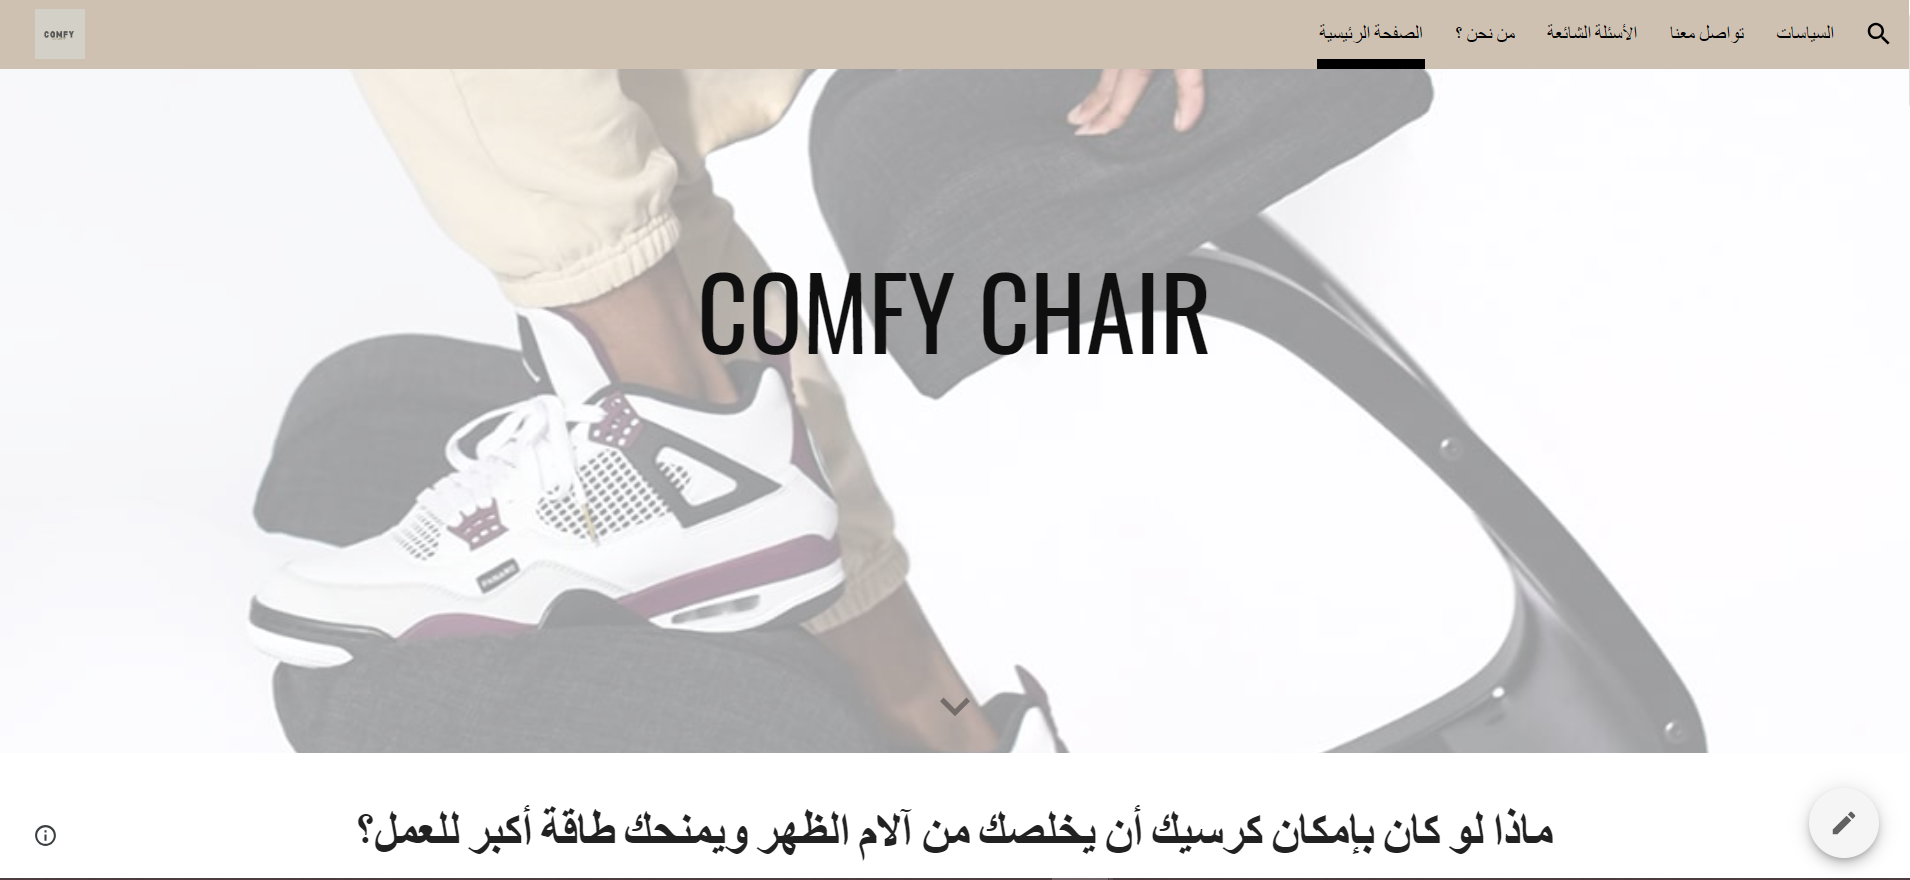 COMFY
السياسات
تواصل معنا
الأسئلة الشائعة
من نحن ؟
الصفحة الرئيسية
COMFY CHAIR
ماذا لو كان بإمكان كرسيك أن يخلصك من آلام الظهر ويمنحك طاقة أكبر للعمل؟